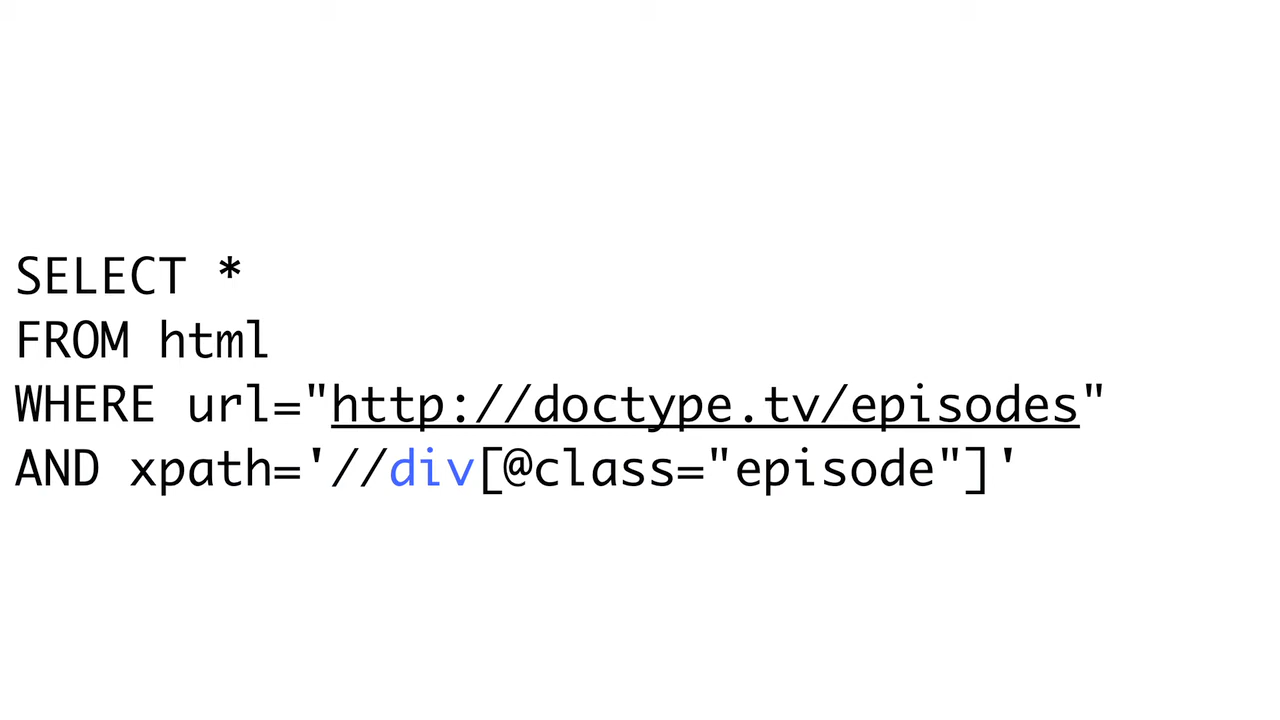 SELECT *
FROM html
WHERE url="http://doctype.tv/episodes"
AND xpath='//div[@class="episode"]'